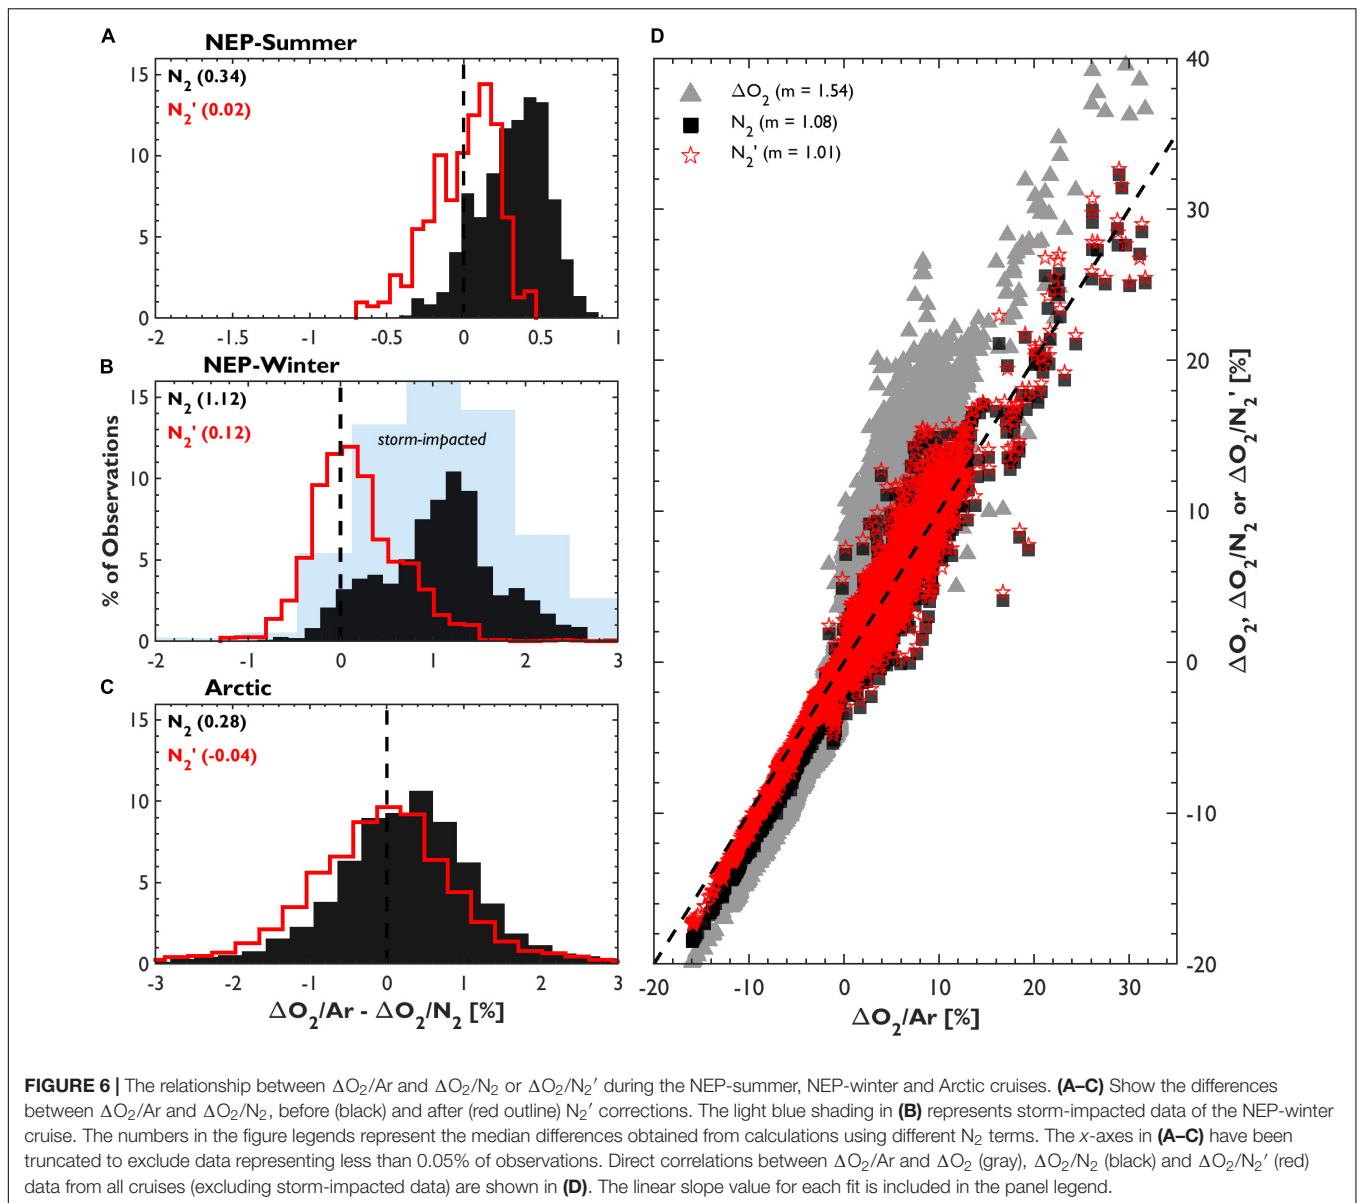 A
NEP-Summer
N2 (0.34)
N2' (0.02)
15
10
5
0
-2
-1.5
-1
-0.5
0
0.5
1
B
NEP-Winter
N2 (1.12)
N2' (0.12)
storm-impacted
15
10
5
0
-2
-1
0
1
2
3
% of Observations
C
Arctic
N2 (0.28)
N2' (-0.04)
15
10
5
0
-3
-2
-1
0
1
2
3
ΔO2/Ar - ΔO2/N2 [%]
D
ΔO2 (m = 1.54)
N2 (m = 1.08)
N2' (m = 1.01)
40
30
20
10
0
-10
-20
ΔO2, ΔO2/N2 or ΔO2/N2' [%]
-20
-10
0
10
20
30
ΔO2/Ar [%]
FIGURE 6 | The relationship between ΔO2/Ar and ΔO2/N2 or ΔO2/N2′ during the NEP-summer, NEP-winter and Arctic cruises. (A–C) Show the differences
between ΔO2/Ar and ΔO2/N2, before (black) and after (red outline) N2′ corrections. The light blue shading in (B) represents storm-impacted data of the NEP-winter
cruise. The numbers in the figure legends represent the median differences obtained from calculations using different N2 terms. The x-axes in (A–C) have been
truncated to exclude data representing less than 0.05% of observations. Direct correlations between ΔO2/Ar and ΔO2 (gray), ΔO2/N2 (black) and ΔO2/N2′ (red)
data from all cruises (excluding storm-impacted data) are shown in (D). The linear slope value for each fit is included in the panel legend.